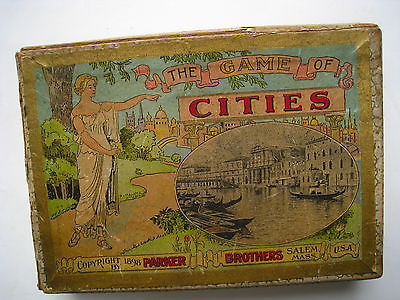 THE GAME OF
CITIES
COPYRIGHT 1898 BY PARKER BROTHERS SALEM, MASS. U.S.A.